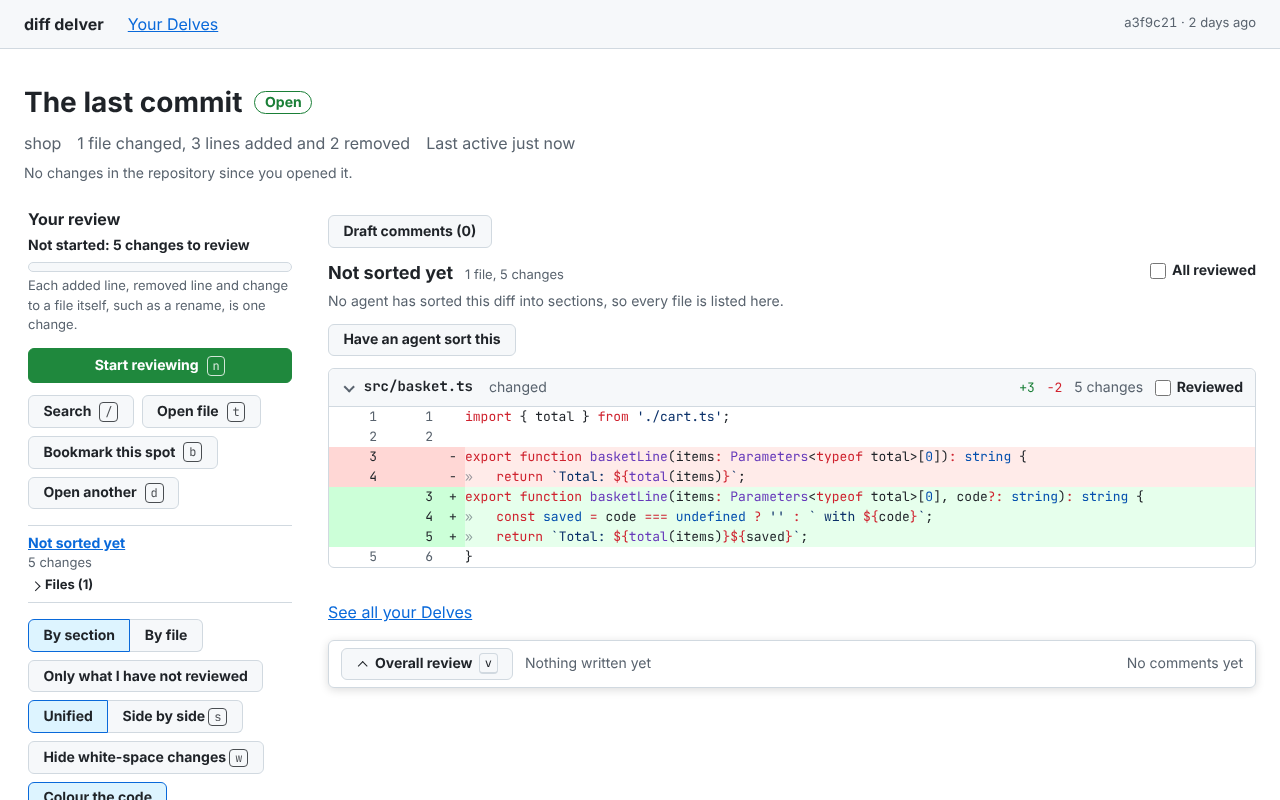 diff delver Your Delves a3f9c21 · 2 days ago
The last commit Open
shop 1 file changed, 3 lines added and 2 removed Last active just now
No changes in the repository since you opened it.
Your review
Not started: 5 changes to review
Each added line, removed line and change
to a file itself, such as a rename, is one
change.
Start reviewing n
Search / Open file t
Bookmark this spot b
Open another d
Not sorted yet
5 changes
Files (1)
By section By file
Only what I have not reviewed
Unified Side by side s
Hide white-space changes w
Colour the code
Draft comments (0)
Not sorted yet 1 file, 5 changes All reviewed
No agent has sorted this diff into sections, so every file is listed here.
Have an agent sort this
src/basket.ts changed +3 -2 5 changes Reviewed
1 1 import { total } from './cart.ts';
2 2
3 - export function basketLine(items: Parameters<typeof total>[0]): string {
4 - » return `Total: ${total(items)}`;
3 + export function basketLine(items: Parameters<typeof total>[0], code?: string): string {
4 + » const saved = code === undefined ? '' : ` with ${code}`;
5 + » return `Total: ${total(items)}${saved}`;
5 6 }
See all your Delves
Overall review v Nothing written yet No comments yet